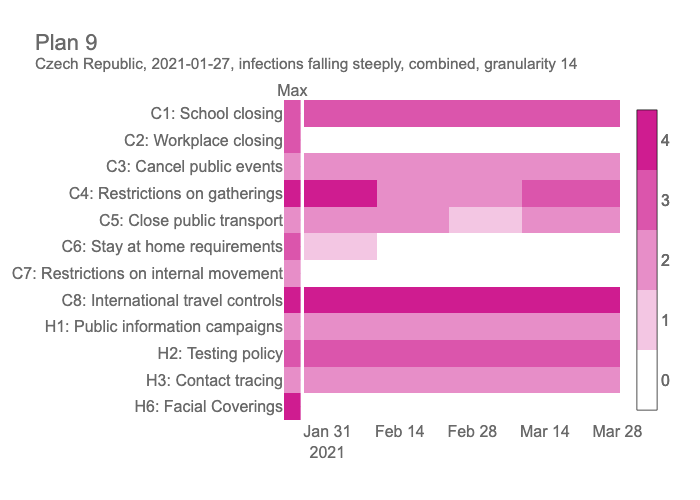 Plan 9
Czech Republic, 2021-01-27, infections falling steeply, combined, granularity 14
Max
C1: School closing
C2: Workplace closing
C3: Cancel public events
C4: Restrictions on gatherings
C5: Close public transport
C6: Stay at home requirements
C7: Restrictions on internal movement
C8: International travel controls
H1: Public information campaigns
H2: Testing policy
H3: Contact tracing
H6: Facial Coverings
4
3
2
1
0
Jan 31 Feb 14 Feb 28 Mar 14 Mar 28
2021